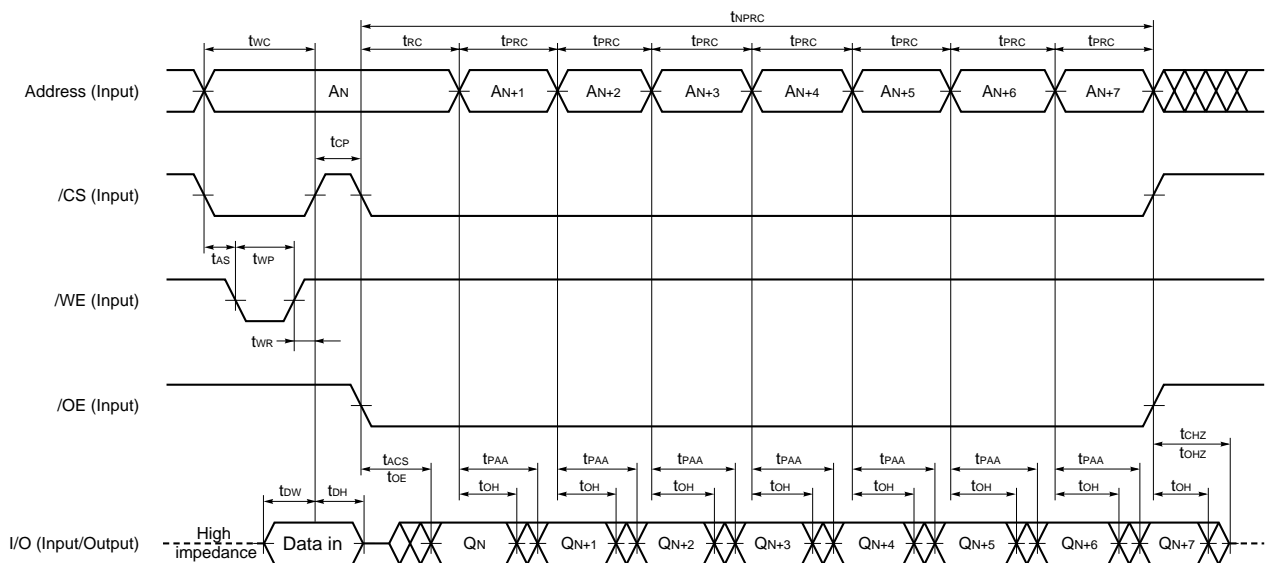 tNPRC
tWC tRC tPRC tPRC tPRC tPRC tPRC tPRC tPRC
Address (Input) AN AN+1 AN+2 AN+3 AN+4 AN+5 AN+6 AN+7
tCP
/CS (Input)
tAS tWP
/WE (Input)
tWR
/OE (Input)
tACS tPAA tPAA tPAA tPAA tPAA tPAA tPAA tCHZ
tOE tOHZ
tDW tDH tOH tOH tOH tOH tOH tOH tOH tOH
I/O (Input/Output) High impedance Data in QN QN+1 QN+2 QN+3 QN+4 QN+5 QN+6 QN+7